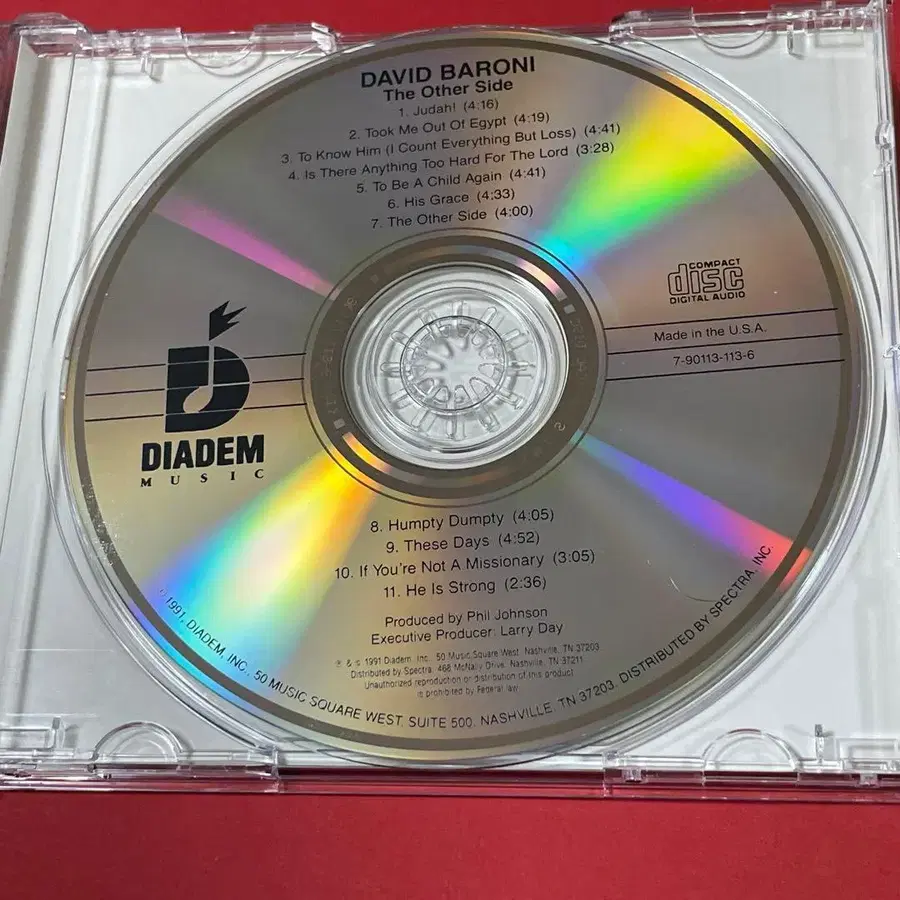 DAVID BARONI
The Other Side
1. Judah! (4:16)
2. Took Me Out Of Egypt (4:19)
3. To Know Him (I Count Everything But Loss) (4:41)
4. Is There Anything Too Hard For The Lord (3:28)
5. To Be A Child Again (4:41)
6. His Grace (4:33)
7. The Other Side (4:00)
COMPACT
disc
DIGITAL AUDIO
Made in the U.S.A.
7-90113-113-6
DIADEM
MUSIC
8. Humpty Dumpty (4:05)
9. These Days (4:52)
10. If You're Not A Missionary (3:05)
11. He Is Strong (2:36)
Produced by Phil Johnson
Executive Producer: Larry Day
℗ & © 1991 Diadem, Inc., 50 Music Square West, Nashville, TN 37203
Distributed by Spectra, 468 McNally Drive, Nashville, TN 37211
Unauthorized reproduction or distribution of this product
is prohibited by Federal law
© 1991, DIADEM, INC., 50 MUSIC SQUARE WEST, SUITE 500, NASHVILLE, TN 37203. DISTRIBUTED BY SPECTRA, INC.